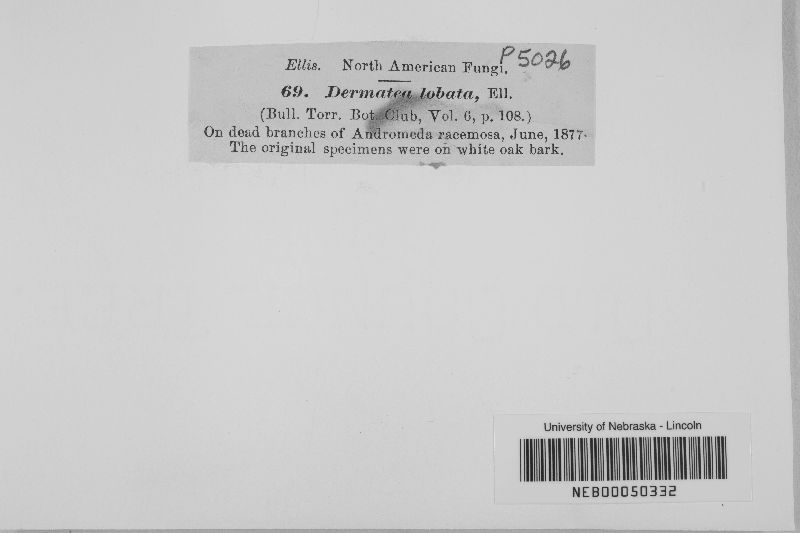 Ellis. North American Fungi. P 5026
69. Dermatea lobata, Ell.
(Bull. Torr. Bot. Club, Vol. 6, p. 108.)
On dead branches of Andromeda racemosa, June, 1877.
The original specimens were on white oak bark.
University of Nebraska - Lincoln
NEB00050332